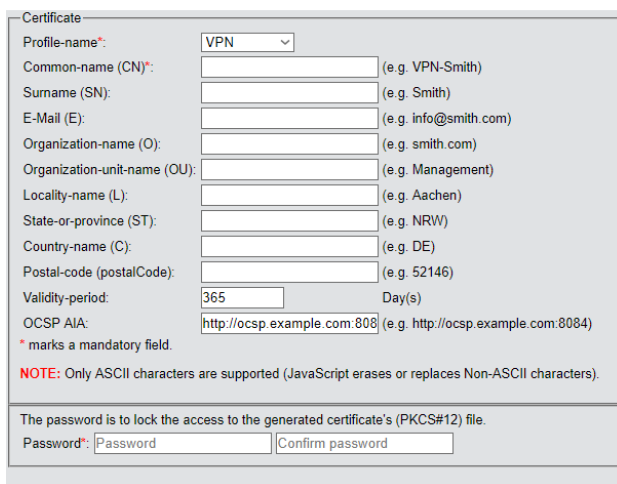 Certificate
Profile-name*: VPN
Common-name (CN)*: (e.g. VPN-Smith)
Surname (SN): (e.g. Smith)
E-Mail (E): (e.g. info@smith.com)
Organization-name (O): (e.g. smith.com)
Organization-unit-name (OU): (e.g. Management)
Locality-name (L): (e.g. Aachen)
State-or-province (ST): (e.g. NRW)
Country-name (C): (e.g. DE)
Postal-code (postalCode): (e.g. 52146)
Validity-period: 365 Day(s)
OCSP AIA: http://ocsp.example.com:808 (e.g. http://ocsp.example.com:8084)
* marks a mandatory field.
NOTE: Only ASCII characters are supported (JavaScript erases or replaces Non-ASCII characters).
The password is to lock the access to the generated certificate's (PKCS#12) file.
Password*: Password Confirm password